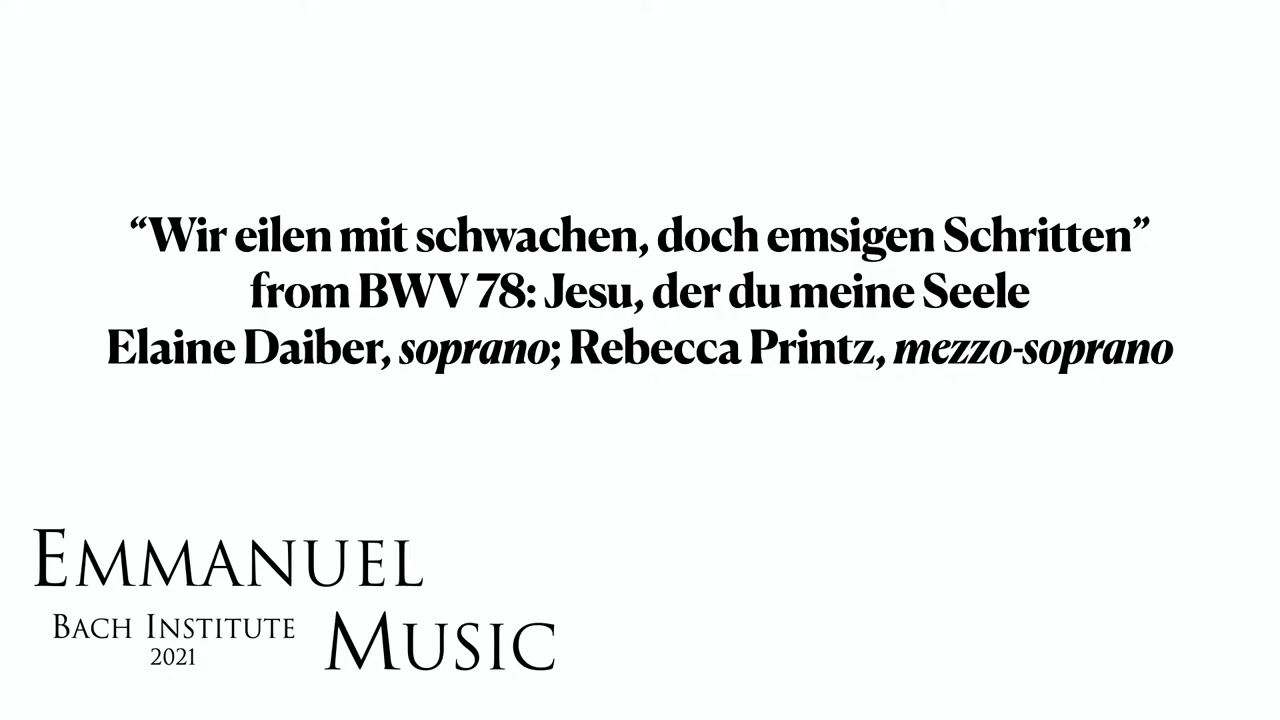 “Wir eilen mit schwachen, doch emsigen Schritten”
from BWV 78: Jesu, der du meine Seele
Elaine Daiber, soprano; Rebecca Printz, mezzo-soprano
EMMANUEL
BACH INSTITUTE
2021
MUSIC